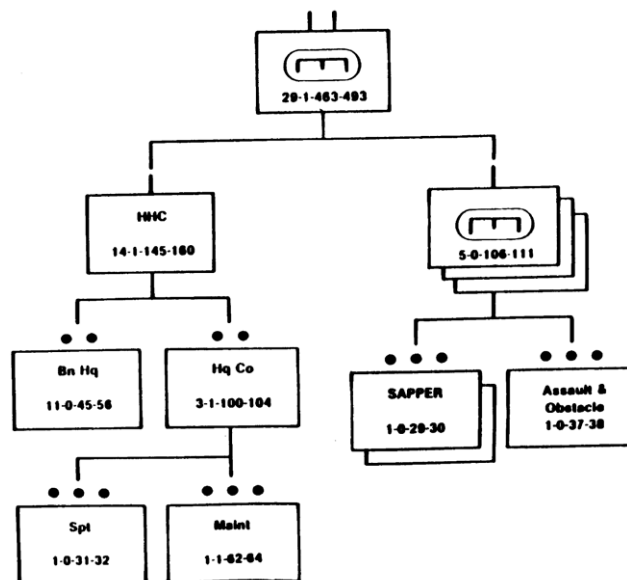 29-1-463-493
HHC
14-1-145-160
5-0-106-111
Bn Hq
11-0-45-56
Hq Co
3-1-100-104
SAPPER
1-0-29-30
Assault &
Obstacle
1-0-37-38
Spt
1-0-31-32
Maint
1-1-62-64